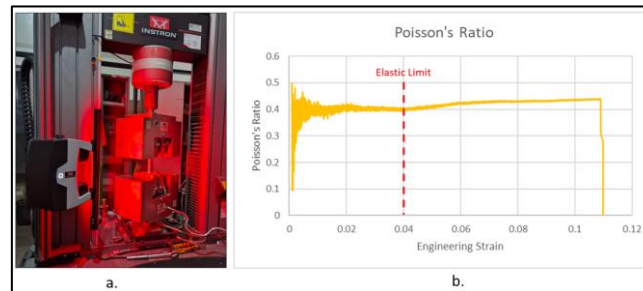 INSTRON
Poisson's Ratio
Elastic Limit
Poisson's Ratio
0.6
0.5
0.4
0.3
0.2
0.1
0
0 0.02 0.04 0.06 0.08 0.1 0.12
Engineering Strain
a. b.